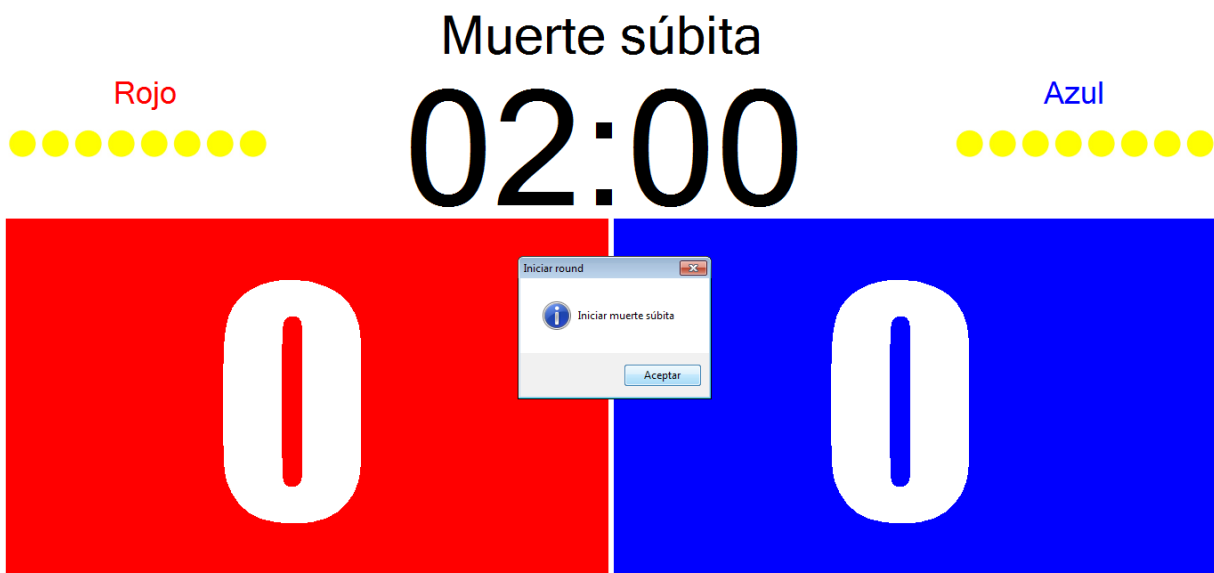 Muerte súbita
Rojo
02:00
Azul
Iniciar round
Iniciar muerte súbita
Aceptar
0
0